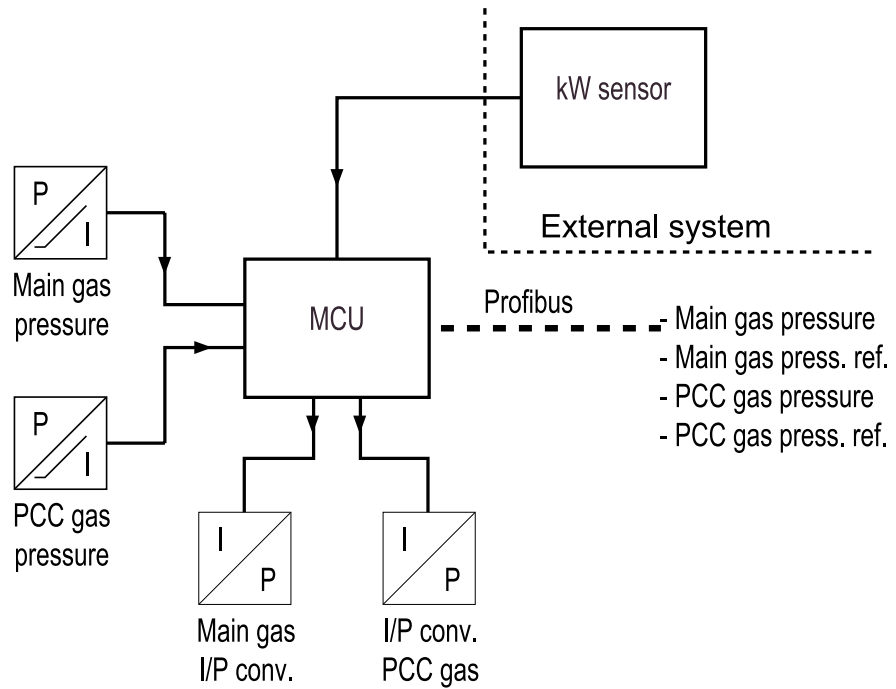 kW sensor
External system
P
I
Main gas
pressure
MCU
Profibus
- Main gas pressure
- Main gas press. ref.
- PCC gas pressure
- PCC gas press. ref.
P
I
PCC gas
pressure
I
P
Main gas
I/P conv.
I
P
I/P conv.
PCC gas